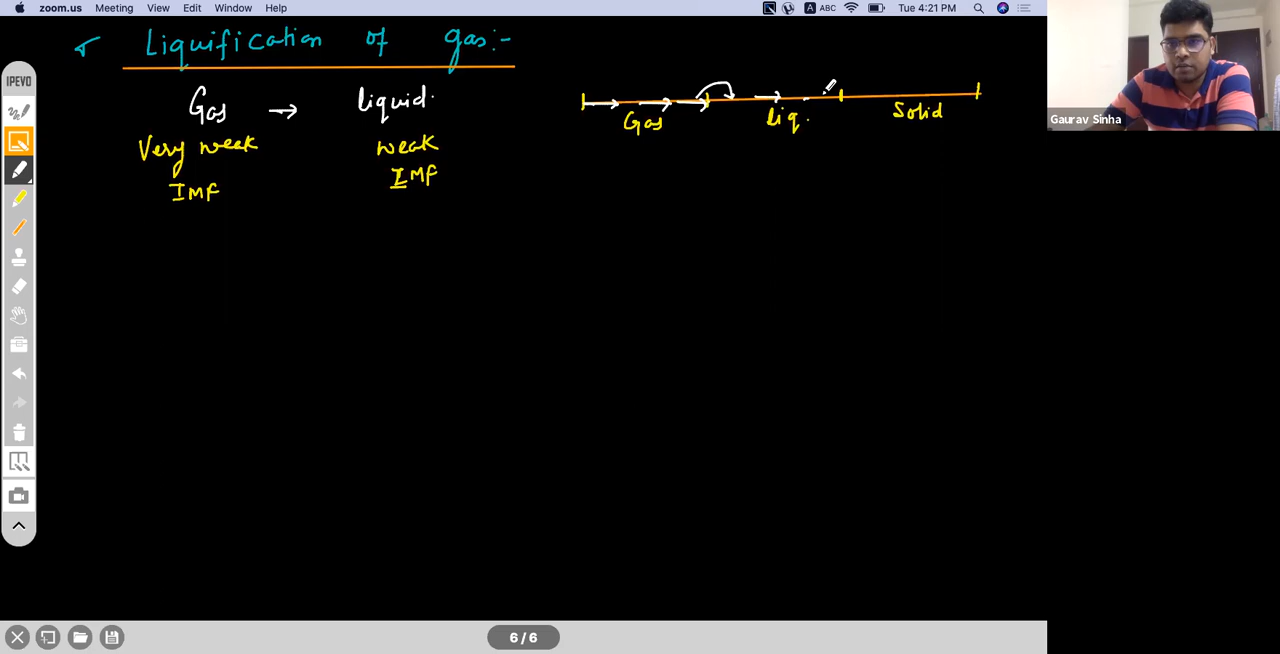 zoom.us Meeting View Edit Window Help A ABC Tue 4:21 PM
Liquification of gas:-
IPEVO
Gas → liquid.
Very weak weak
IMF IMF
Gas liq. Solid
Gaurav Sinha
6 / 6